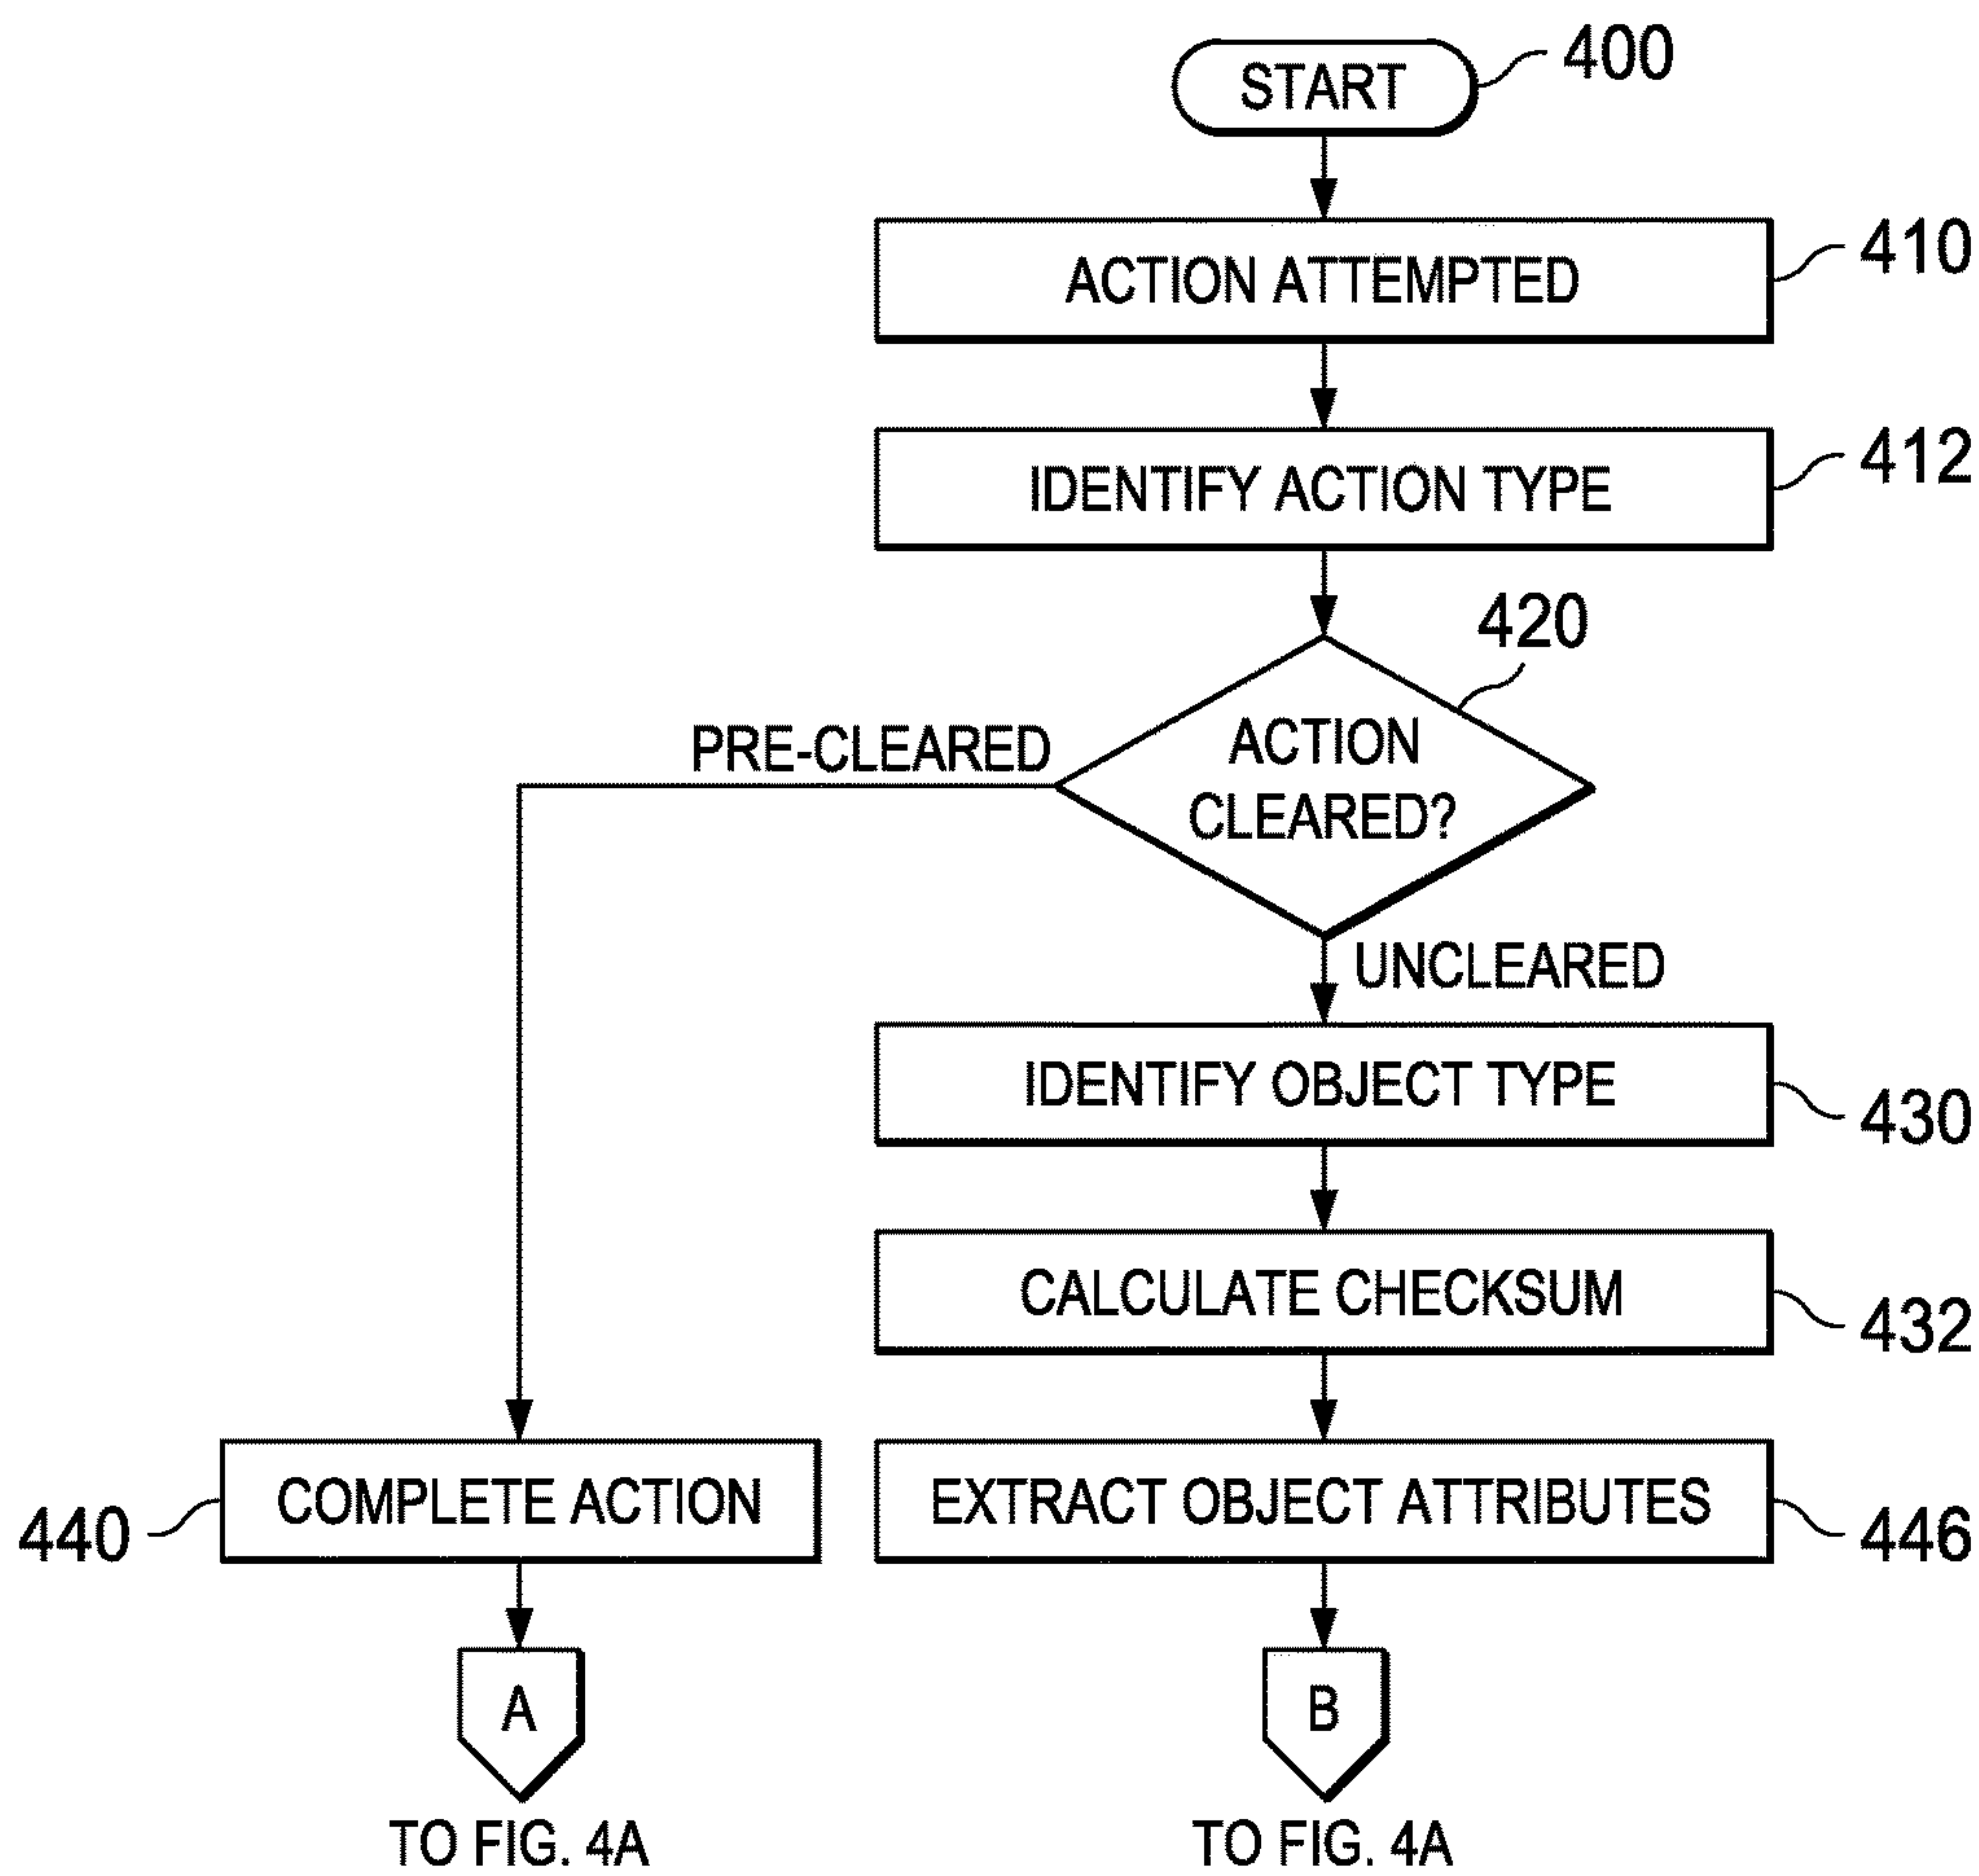 START
400
ACTION ATTEMPTED
410
IDENTIFY ACTION TYPE
412
420
PRE-CLEARED
ACTION
CLEARED?
UNCLEARED
IDENTIFY OBJECT TYPE
430
CALCULATE CHECKSUM
432
440
COMPLETE ACTION
EXTRACT OBJECT ATTRIBUTES
446
A
B
TO FIG. 4A
TO FIG. 4A